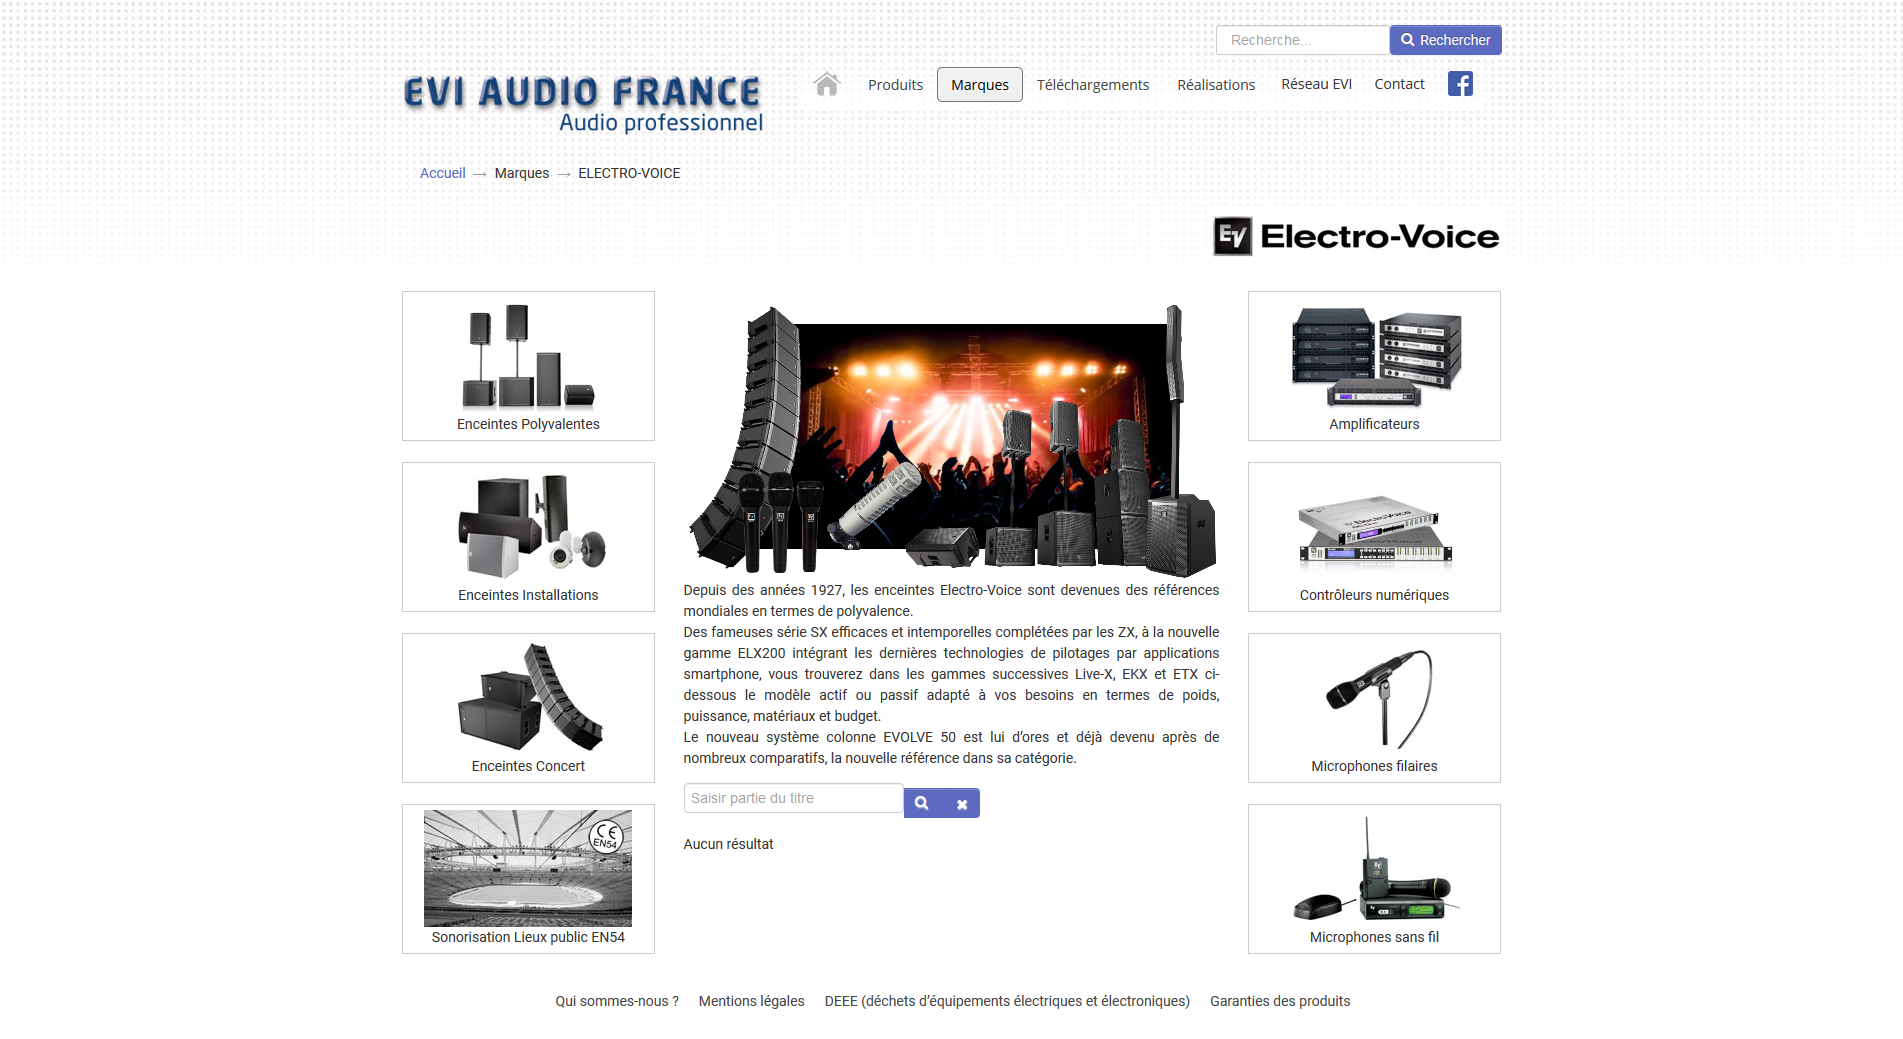 Recherche...
Rechercher
EVI AUDIO FRANCE
Audio professionnel
Produits
Marques
Téléchargements
Réalisations
Réseau EVI
Contact
Accueil → Marques → ELECTRO-VOICE
EV Electro-Voice
Enceintes Polyvalentes
Enceintes Installations
Enceintes Concert
CE
EN54
Sonorisation Lieux public EN54
Depuis des années 1927, les enceintes Electro-Voice sont devenues des références
mondiales en termes de polyvalence.
Des fameuses série SX efficaces et intemporelles complétées par les ZX, à la nouvelle
gamme ELX200 intégrant les dernières technologies de pilotages par applications
smartphone, vous trouverez dans les gammes successives Live-X, EKX et ETX ci-
dessous le modèle actif ou passif adapté à vos besoins en termes de poids,
puissance, matériaux et budget.
Le nouveau système colonne EVOLVE 50 est lui d’ores et déjà devenu après de
nombreux comparatifs, la nouvelle référence dans sa catégorie.
Saisir partie du titre
Aucun résultat
Amplificateurs
Electro-Voice
Contrôleurs numériques
Microphones filaires
EV
Microphones sans fil
Qui sommes-nous ?
Mentions légales
DEEE (déchets d’équipements électriques et électroniques)
Garanties des produits